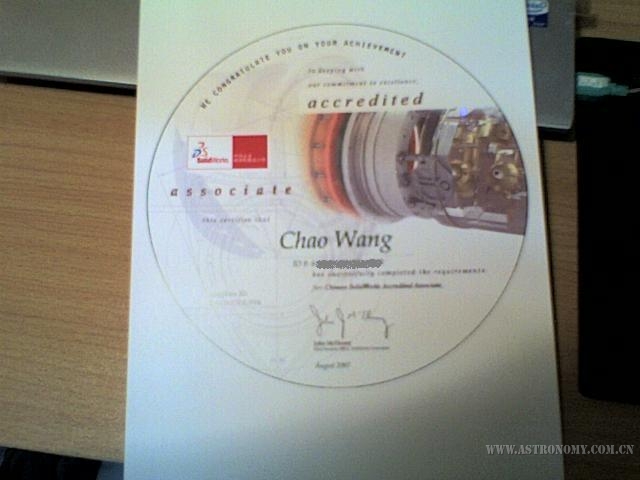 WE CONGRATULATE YOU ON YOUR ACHIEVEMENT
in keeping with
our commitment to excellence,
accredited
SolidWorks
associate
this certifies that
Chao Wang
has successfully completed the requirements
for Chinese SolidWorks Accredited Associate.
August 2007
WWW.ASTRONOMY.COM.CN